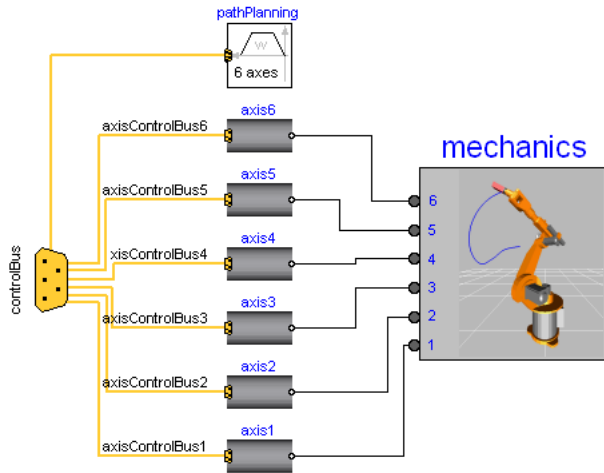 pathPlanning
w
6 axes
axis6
axisControlBus6
mechanics
axis5
axisControlBus5
6
5
axis4
xisControlBus4
4
controlBus
axis3
3
axisControlBus3
2
axis2
1
axisControlBus2
axis1
axisControlBus1